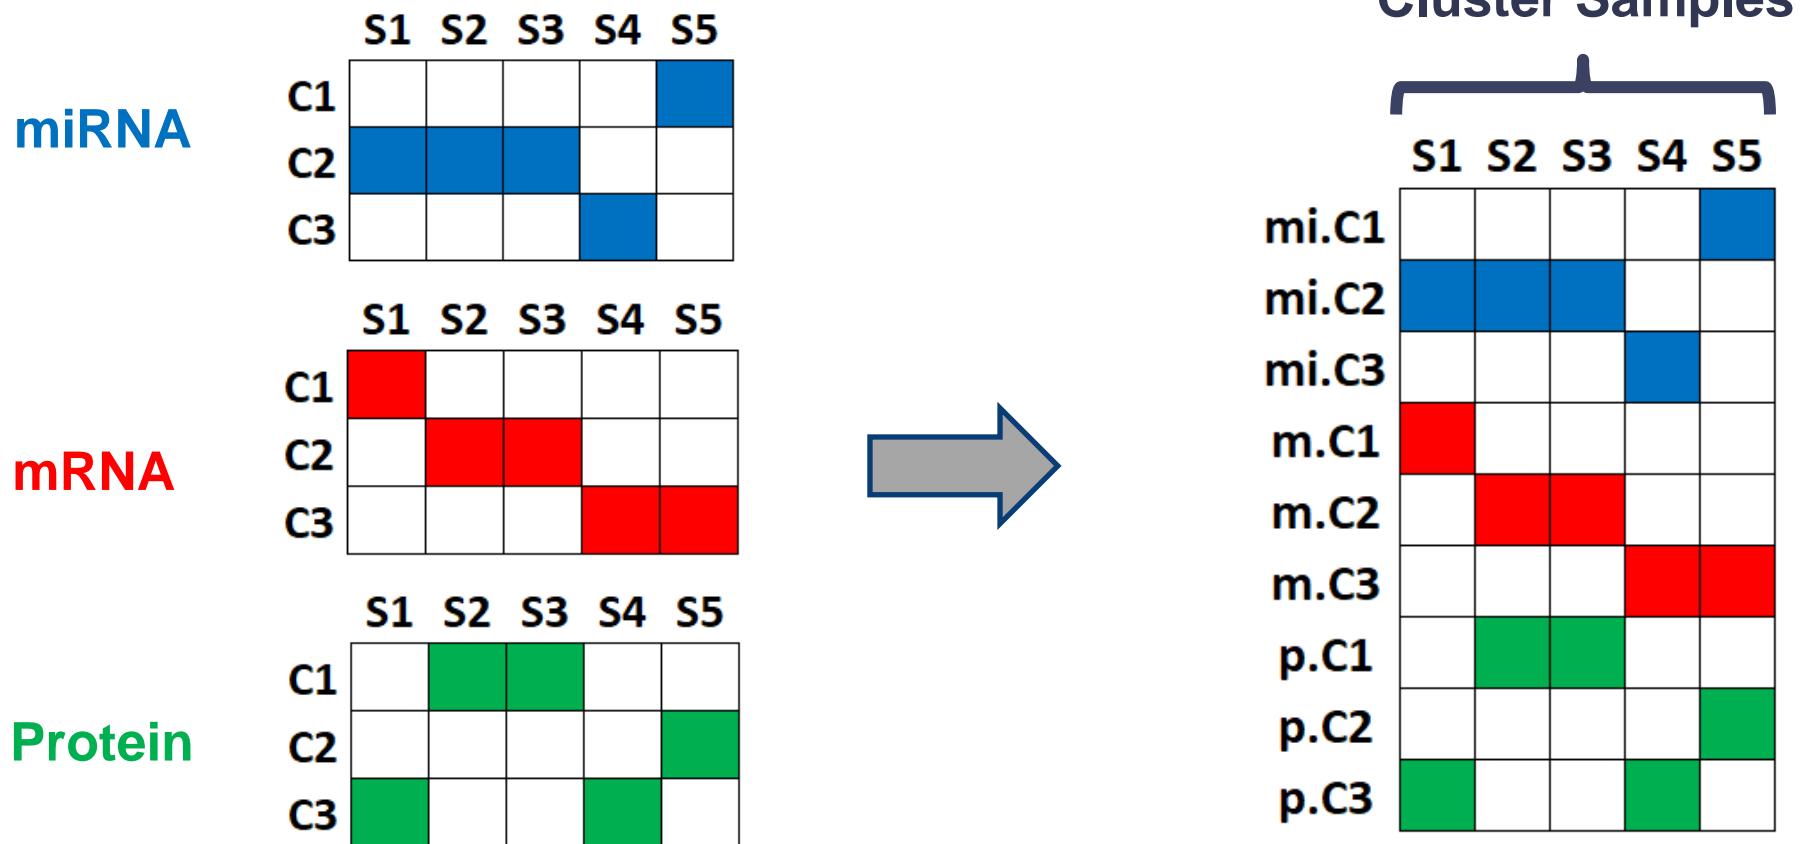 Cluster Samples
miRNA
S1 S2 S3 S4 S5
C1
C2
C3
mRNA
S1 S2 S3 S4 S5
C1
C2
C3
Protein
S1 S2 S3 S4 S5
C1
C2
C3
S1 S2 S3 S4 S5
mi.C1
mi.C2
mi.C3
m.C1
m.C2
m.C3
p.C1
p.C2
p.C3